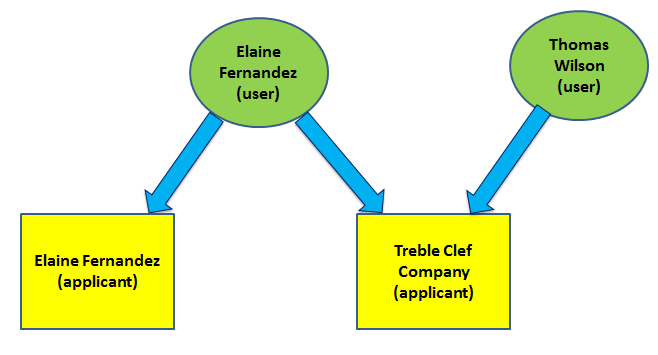 Elaine
Fernandez
(user)
Thomas
Wilson
(user)
Elaine Fernandez
(applicant)
Treble Clef
Company
(applicant)